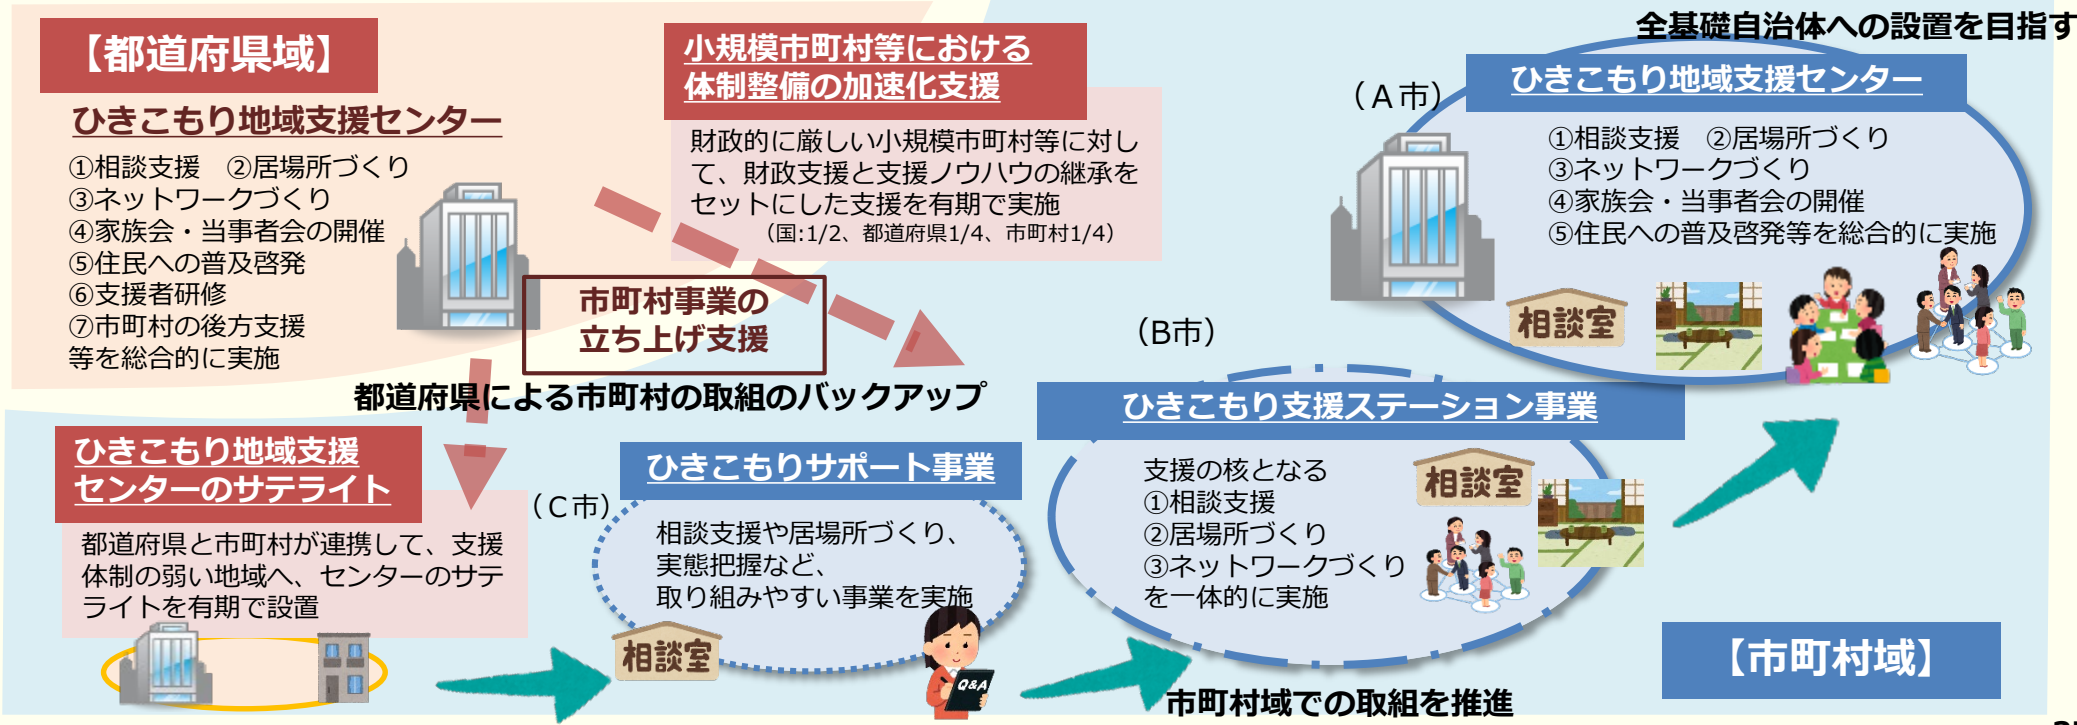 【都道府県域】
ひきこもり地域支援センター
①相談支援　②居場所づくり
③ネットワークづくり
④家族会・当事者会の開催
⑤住民への普及啓発
⑥支援者研修
⑦市町村の後方支援
等を総合的に実施
小規模市町村等における
体制整備の加速化支援
財政的に厳しい小規模市町村等に対し
て、財政支援と支援ノウハウの継承を
セットにした支援を有期で実施
（国:1/2、都道府県1/4、市町村1/4）
市町村事業の
立ち上げ支援
都道府県による市町村の取組のバックアップ
全基礎自治体への設置を目指す
（Ａ市）
ひきこもり地域支援センター
①相談支援　②居場所づくり
③ネットワークづくり
④家族会・当事者会の開催
⑤住民への普及啓発等を総合的に実施
相談室
ひきこもり地域支援
センターのサテライト
都道府県と市町村が連携して、支援
体制の弱い地域へ、センターのサテ
ライトを有期で設置
（Ｃ市）
ひきこもりサポート事業
相談支援や居場所づくり、
実態把握など、
取り組みやすい事業を実施
相談室
Q&A
（B市）
ひきこもり支援ステーション事業
支援の核となる
①相談支援
②居場所づくり
③ネットワークづくり
を一体的に実施
相談室
市町村域での取組を推進
【市町村域】